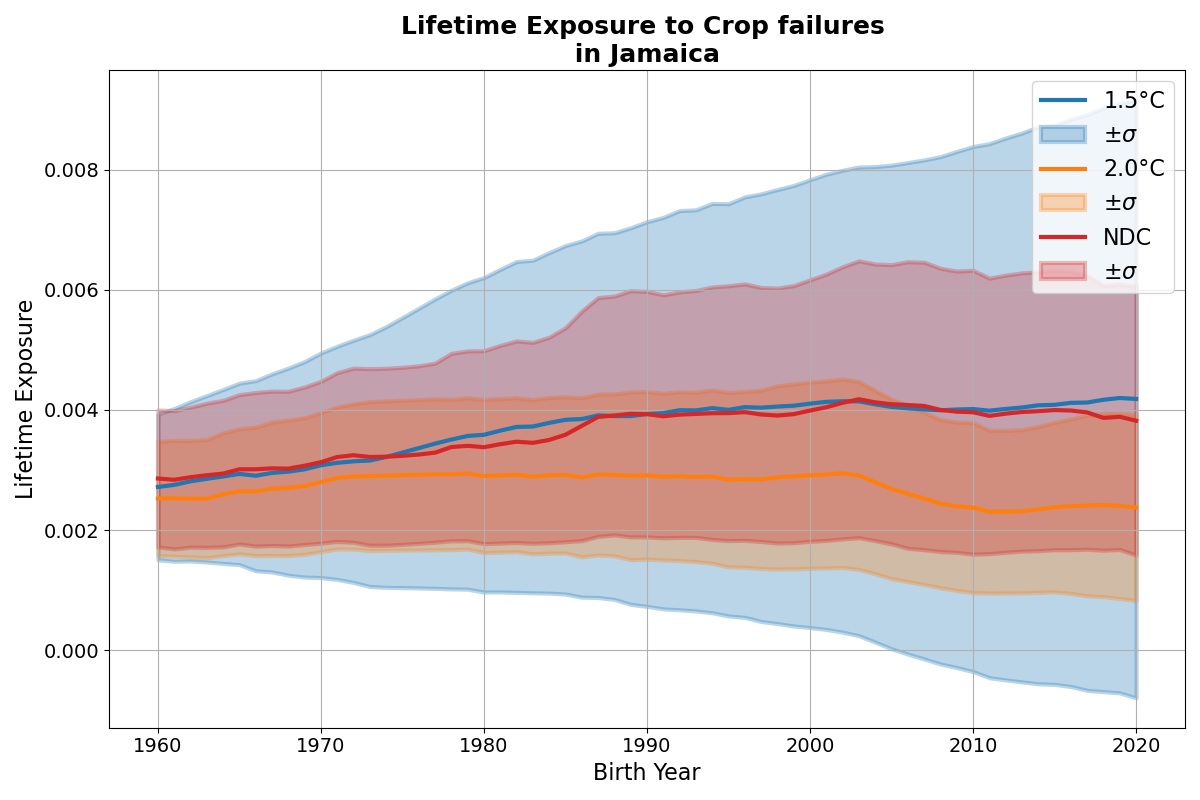 Lifetime Exposure to Crop failures
in Jamaica
Lifetime Exposure
0.008
0.006
0.004
0.002
0.000
1960 1970 1980 1990 2000 2010 2020
Birth Year
1.5°C
±σ
2.0°C
±σ
NDC
±σ